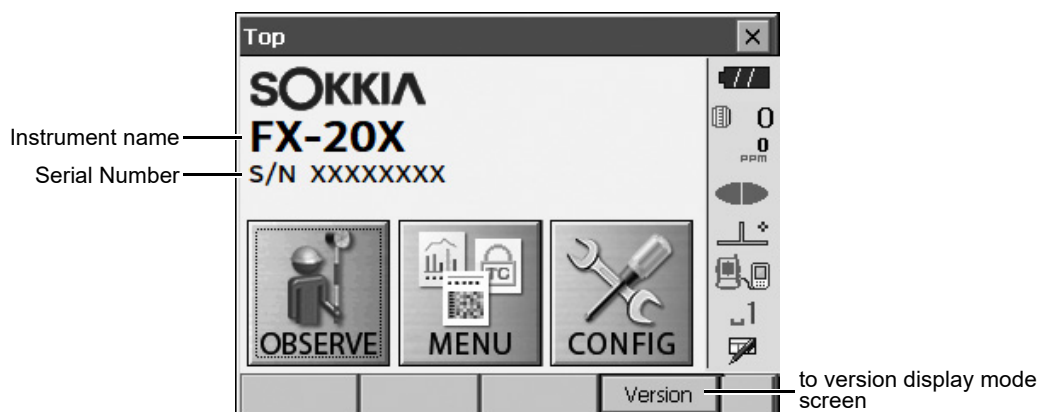 Top
SOKKIA
Instrument name
FX-20X
Serial Number
S/N XXXXXXXX
0
0
PPM
TC
OBSERVE
MENU
CONFIG
1
Version
to version display mode
screen